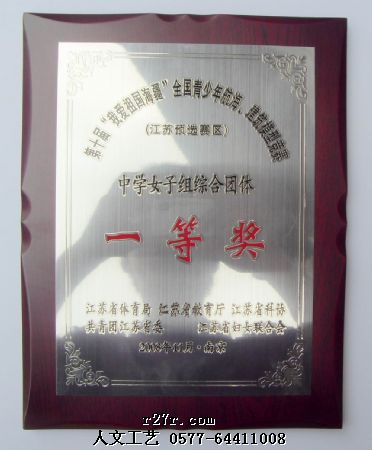 第十届“我爱祖国海疆”全国青少年航海、建筑模型竞赛
(江苏预选赛区)
中学女子组综合团体
一等奖
江苏省体育局 江苏省教育厅 江苏省科协
共青团江苏省委 江苏省妇女联合会
11月·南京
r27r.com
人文工艺 0577-64411008